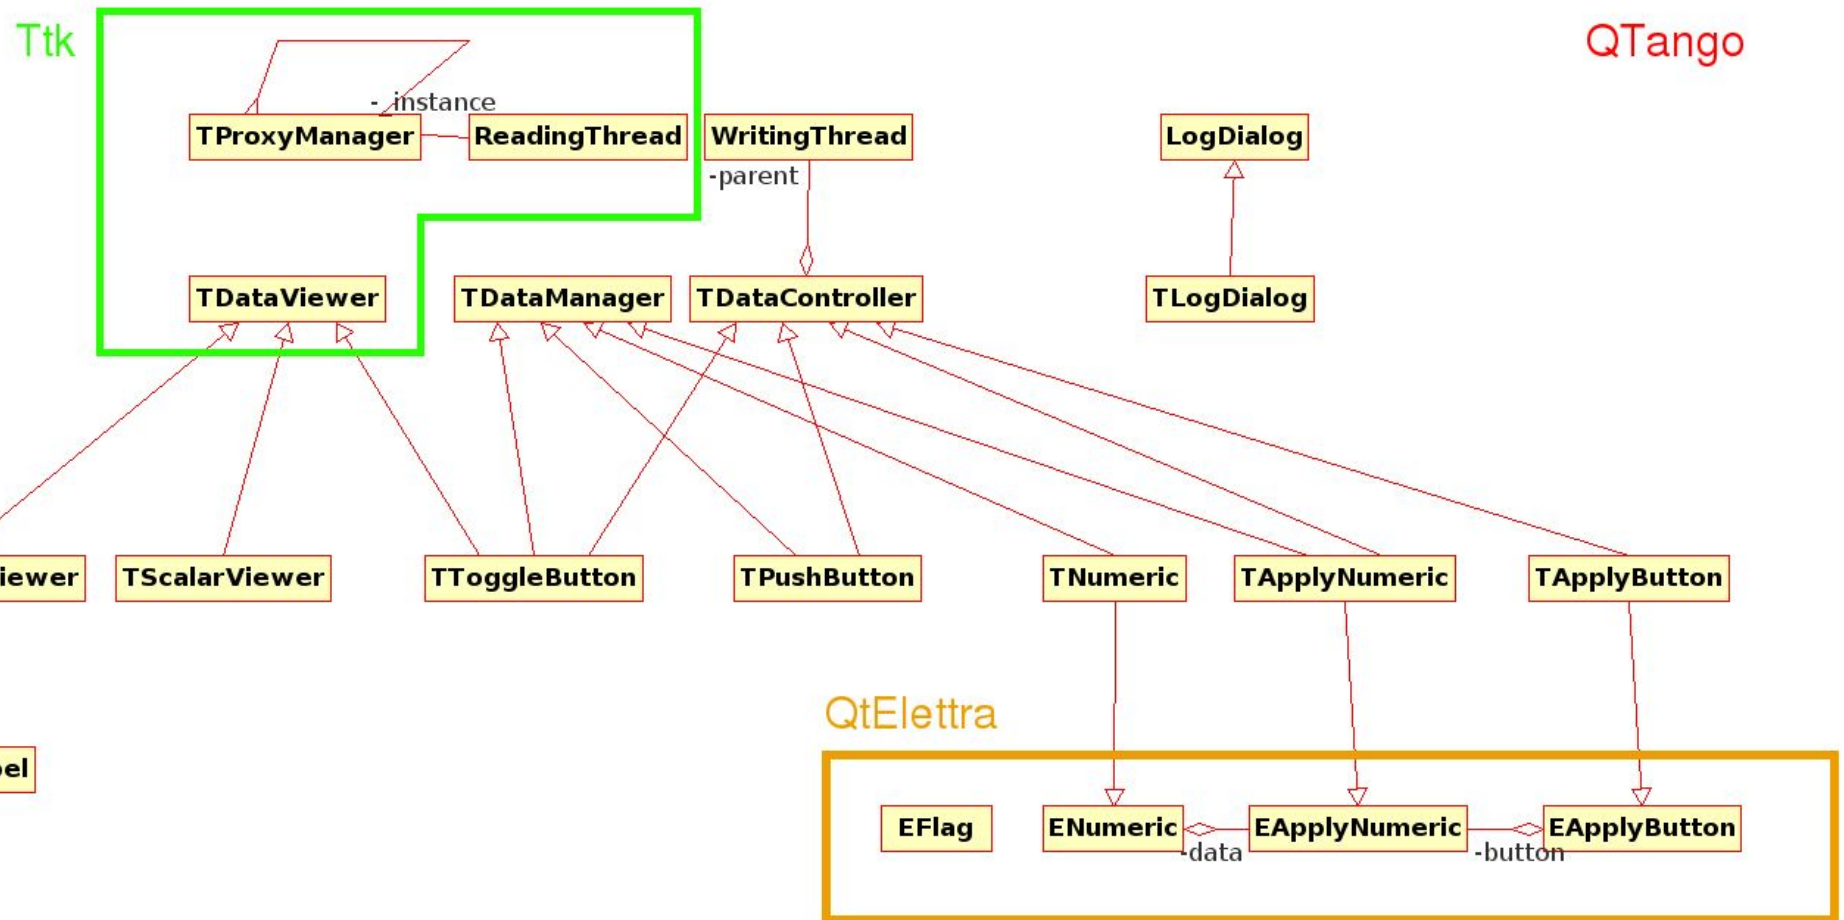 Ttk
QTango
-_instance
TProxyManager
ReadingThread
WritingThread
LogDialog
-parent
TDataViewer
TDataManager
TDataController
TLogDialog
iewer
TScalarViewer
TToggleButton
TPushButton
TNumeric
TApplyNumeric
TApplyButton
QtElettra
el
EFlag
ENumeric
EApplyNumeric
EApplyButton
-data
-button